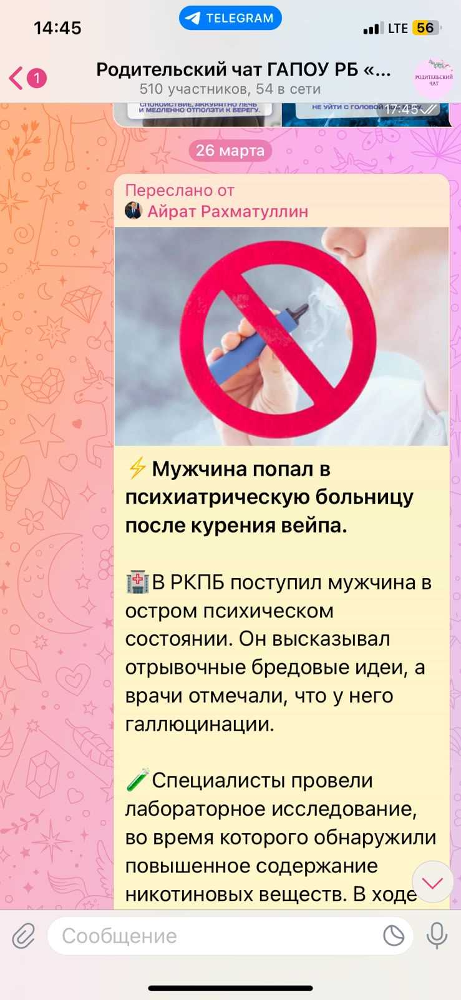 14:45
TELEGRAM
LTE 56
1
Родительский чат ГАПОУ РБ «...
510 участников, 54 в сети
РОДИТЕЛЬСКИЙ
ЧАТ
СПОКОЙСТВИЕ, АККУРАТНО ЛЕЧЬ
И МЕДЛЕННО ОТПОЛЗТИ К БЕРЕГУ.
НЕ УЙТИ С ГОЛОВОЙ
17:45
26 марта
Переслано от
Айрат Рахматуллин
⚡Мужчина попал в
психиатрическую больницу
после курения вейпа.
🏥В РКПБ поступил мужчина в
остром психическом
состоянии. Он высказывал
отрывочные бредовые идеи, а
врачи отмечали, что у него
галлюцинации.
🧪Специалисты провели
лабораторное исследование,
во время которого обнаружили
повышенное содержание
никотиновых веществ. В ходе
Сообщение